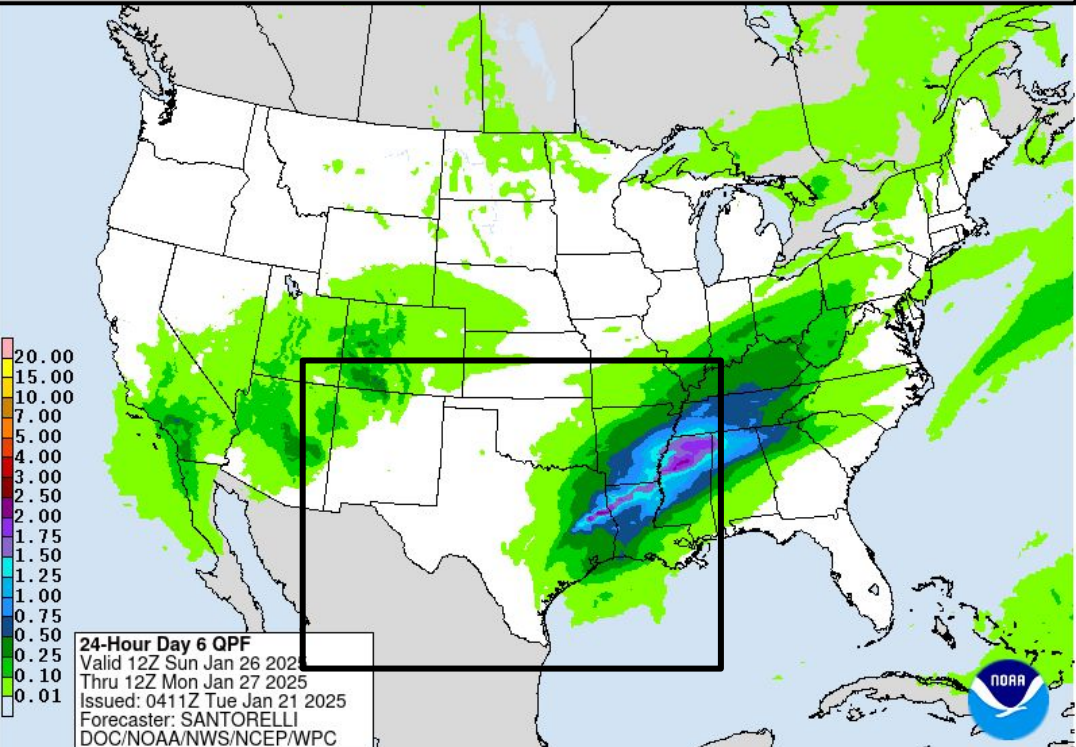 20.00
15.00
10.00
7.00
5.00
4.00
3.00
2.50
2.00
1.75
1.50
1.25
1.00
0.75
0.50
0.25
0.10
0.01
24-Hour Day 6 QPF
Valid 12Z Sun Jan 26 2025
Thru 12Z Mon Jan 27 2025
Issued: 0411Z Tue Jan 21 2025
Forecaster: SANTORELLI
DOC/NOAA/NWS/NCEP/WPC
NOAA